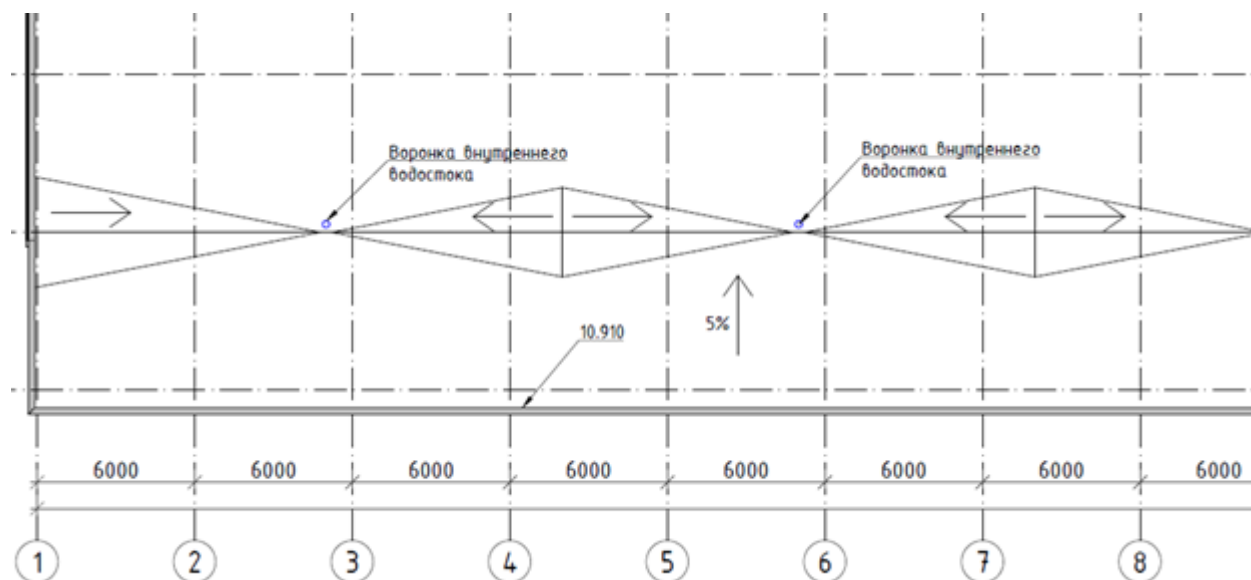 Воронка внутреннего
водостока
Воронка внутреннего
водостока
10.910
5%
6000 6000 6000 6000 6000 6000 6000 6000
1 2 3 4 5 6 7 8